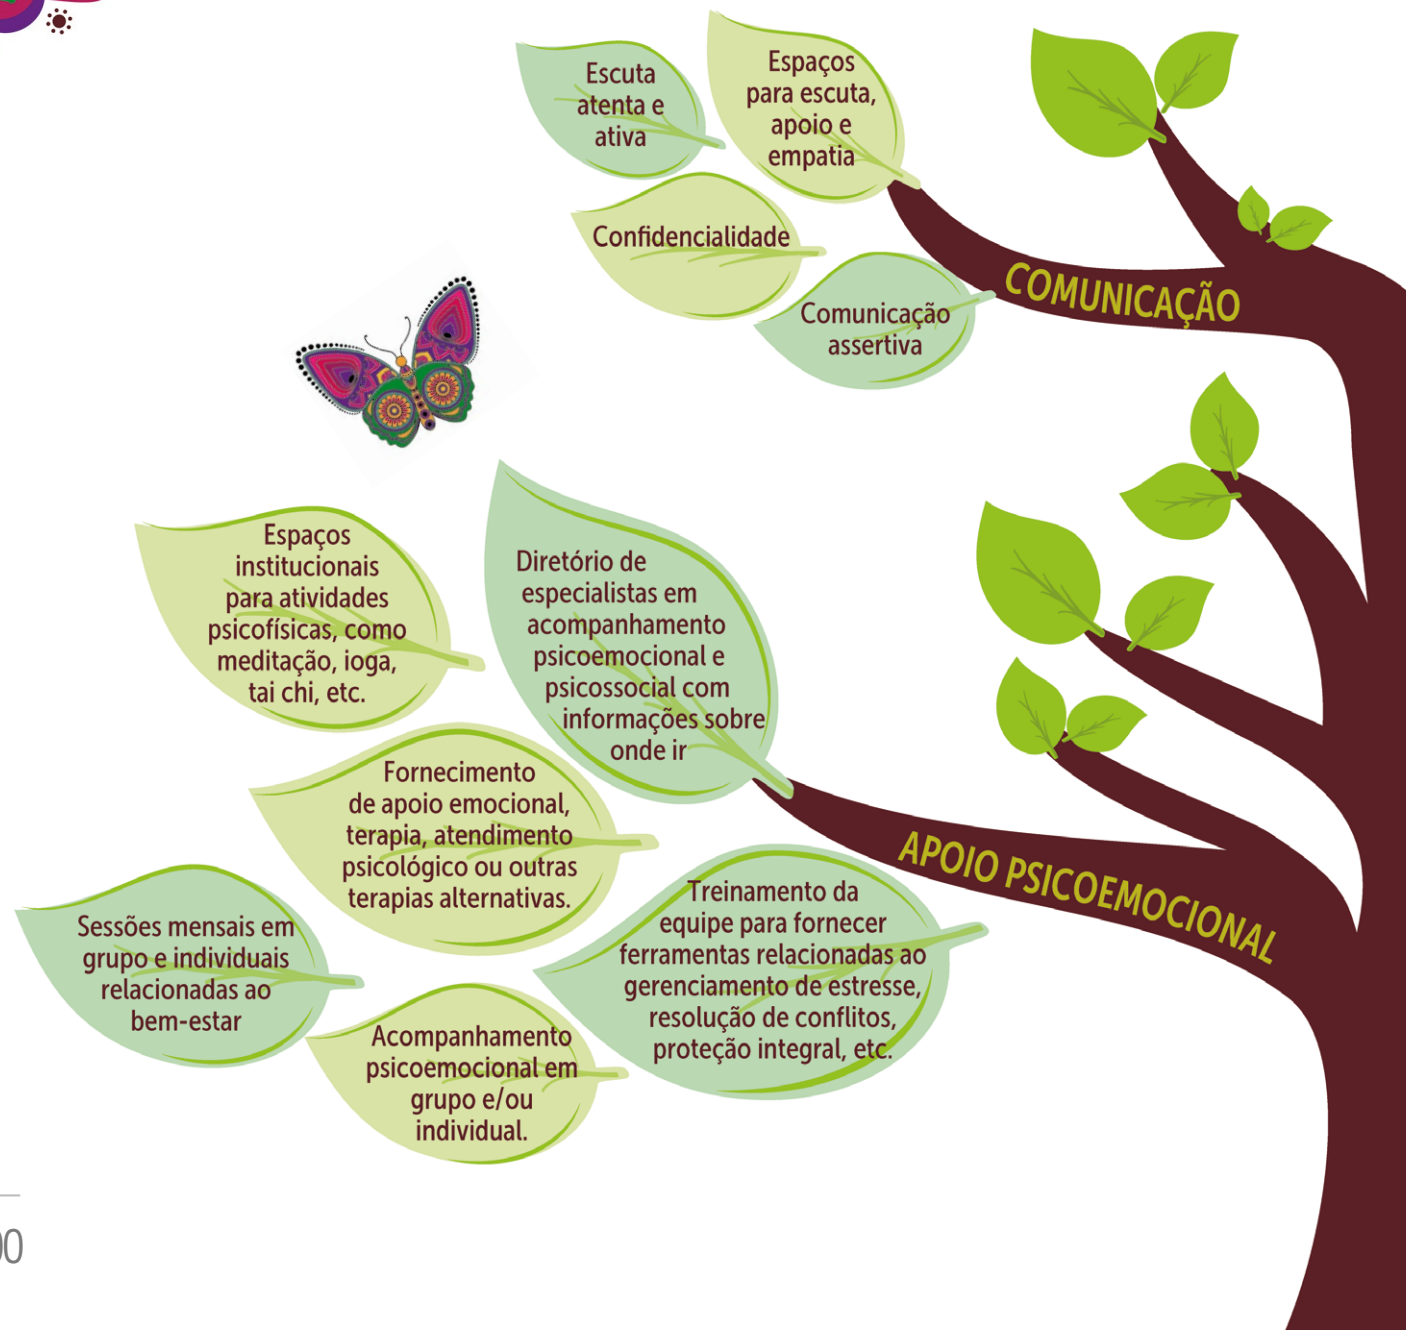 Escuta
atenta e
ativa
Espaços
para escuta,
apoio e
empatia
Confidencialidade
Comunicação
assertiva
COMUNICAÇÃO
Espaços
institucionais
para atividades
psicofísicas, como
meditação, ioga,
tai chi, etc.
Diretório de
especialistas em
acompanhamento
psicoemocional e
psicossocial com
informações sobre
onde ir
Fornecimento
de apoio emocional,
terapia, atendimento
psicológico ou outras
terapias alternativas.
APOIO PSICOEMOCIONAL
Treinamento da
equipe para fornecer
ferramentas relacionadas ao
gerenciamento de estresse,
resolução de conflitos,
proteção integral, etc.
Sessões mensais em
grupo e individuais
relacionadas ao
bem-estar
Acompanhamento
psicoemocional em
grupo e/ou
individual.